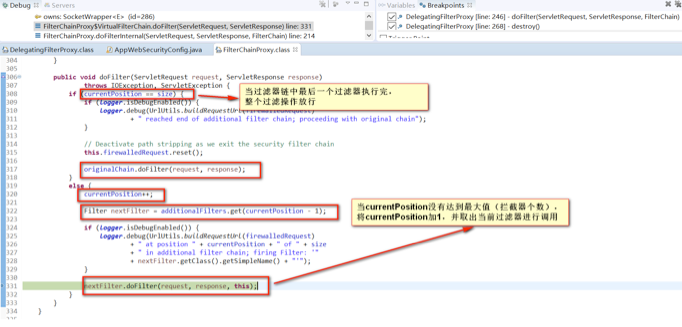 Debug
Servers
Variables
Breakpoints
owns: SocketWrapper<E> (id=286)
FilterChainProxy$VirtualFilterChain.doFilter(ServletRequest, ServletResponse) line: 331
FilterChainProxy.doFilterInternal(ServletRequest, ServletResponse, FilterChain) line: 214
DelegatingFilterProxy [line: 246] - doFilter(ServletRequest, ServletResponse, FilterChain)
DelegatingFilterProxy [line: 268] - destroy()
DelegatingFilterProxy.class
AppWebSecurityConfig.java
FilterChainProxy.class
304 }
305
306 public void doFilter(ServletRequest request, ServletResponse response)
307 throws IOException, ServletException {
308 if (currentPosition == size) {
309 if (logger.isDebugEnabled()) {
310 logger.debug(UrlUtils.buildRequestUrl(firewalledRequest)
311 + " reached end of additional filter chain; proceeding with original chain");
312 }
313
314 // Deactivate path stripping as we exit the security filter chain
315 this.firewalledRequest.reset();
316
317 originalChain.doFilter(request, response);
318 }
319 else {
320 currentPosition++;
321
322 Filter nextFilter = additionalFilters.get(currentPosition - 1);
323
324 if (logger.isDebugEnabled()) {
325 logger.debug(UrlUtils.buildRequestUrl(firewalledRequest)
326 + " at position " + currentPosition + " of " + size
327 + " in additional filter chain; firing Filter: '"
328 + nextFilter.getClass().getSimpleName() + "'");
329 }
330
331 nextFilter.doFilter(request, response, this);
332 }
333 }
334 }
当过滤器链中最后一个过滤器执行完,
整个过滤操作放行
当currentPosition没有达到最大值（拦截器个数）,
将currentPosition加1，并取出当前过滤器进行调用